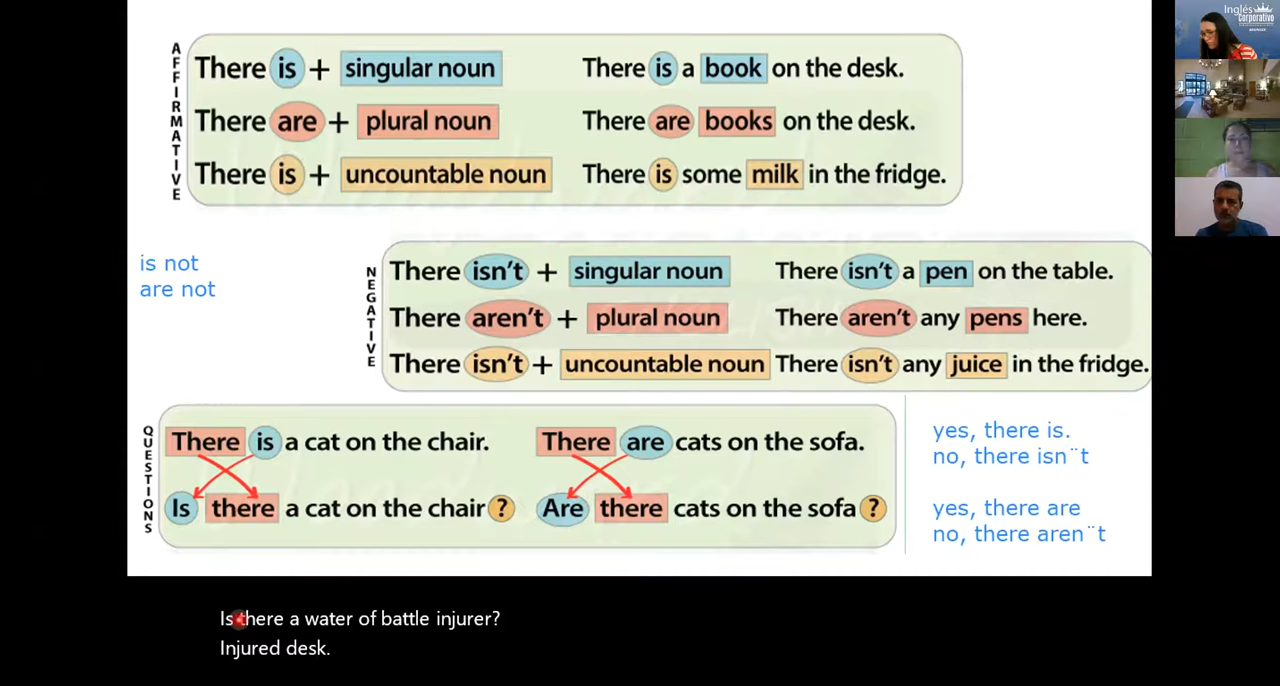 Inglés
Corporativo
AFFIRMATIVE
There is + singular noun There is a book on the desk.
There are + plural noun There are books on the desk.
There is + uncountable noun There is some milk in the fridge.
is not
are not
NEGATIVE
There isn't + singular noun There isn't a pen on the table.
There aren't + plural noun There aren't any pens here.
There isn't + uncountable noun There isn't any juice in the fridge.
QUESTIONS
There is a cat on the chair. There are cats on the sofa.
Is there a cat on the chair ? Are there cats on the sofa ?
yes, there is.
no, there isn¨t
yes, there are
no, there aren¨t
Is there a water of battle injurer?
Injured desk.